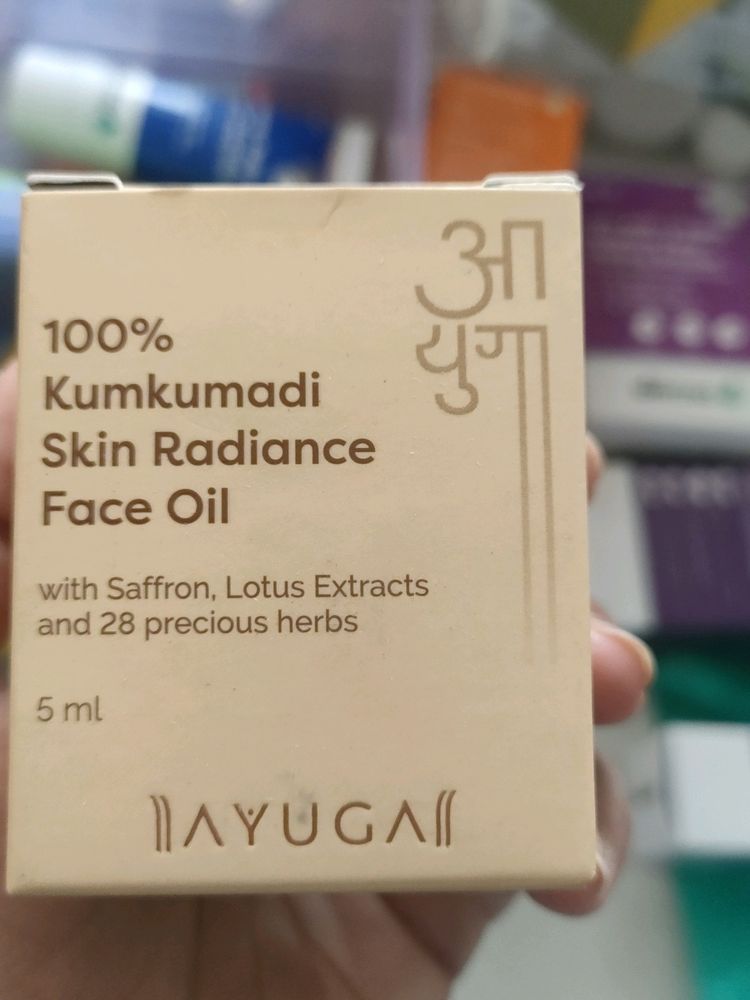 100%
Kumkumadi
Skin Radiance
Face Oil
with Saffron, Lotus Extracts
and 28 precious herbs
5 ml
आ
युगा
AYUGA